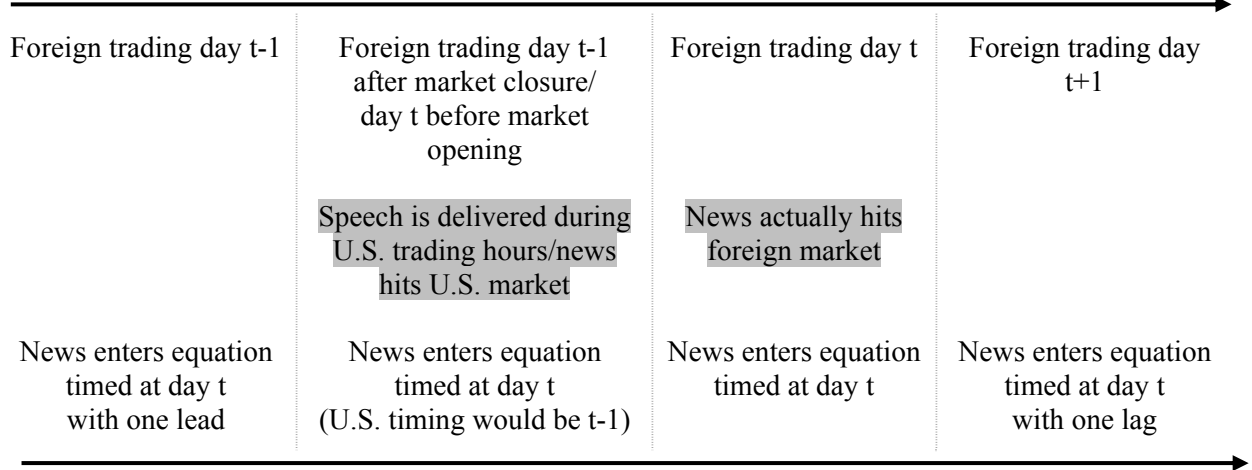 Foreign trading day t-1
Foreign trading day t-1
after market closure/
day t before market
opening
Foreign trading day t
Foreign trading day
t+1
Speech is delivered during
U.S. trading hours/news
hits U.S. market
News actually hits
foreign market
News enters equation
timed at day t
with one lead
News enters equation
timed at day t
(U.S. timing would be t-1)
News enters equation
timed at day t
News enters equation
timed at day t
with one lag